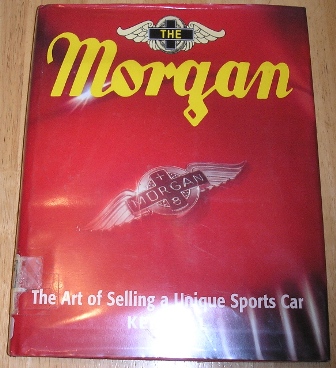 THE
Morgan
MORGAN
The Art of Selling a Unique Sports Car